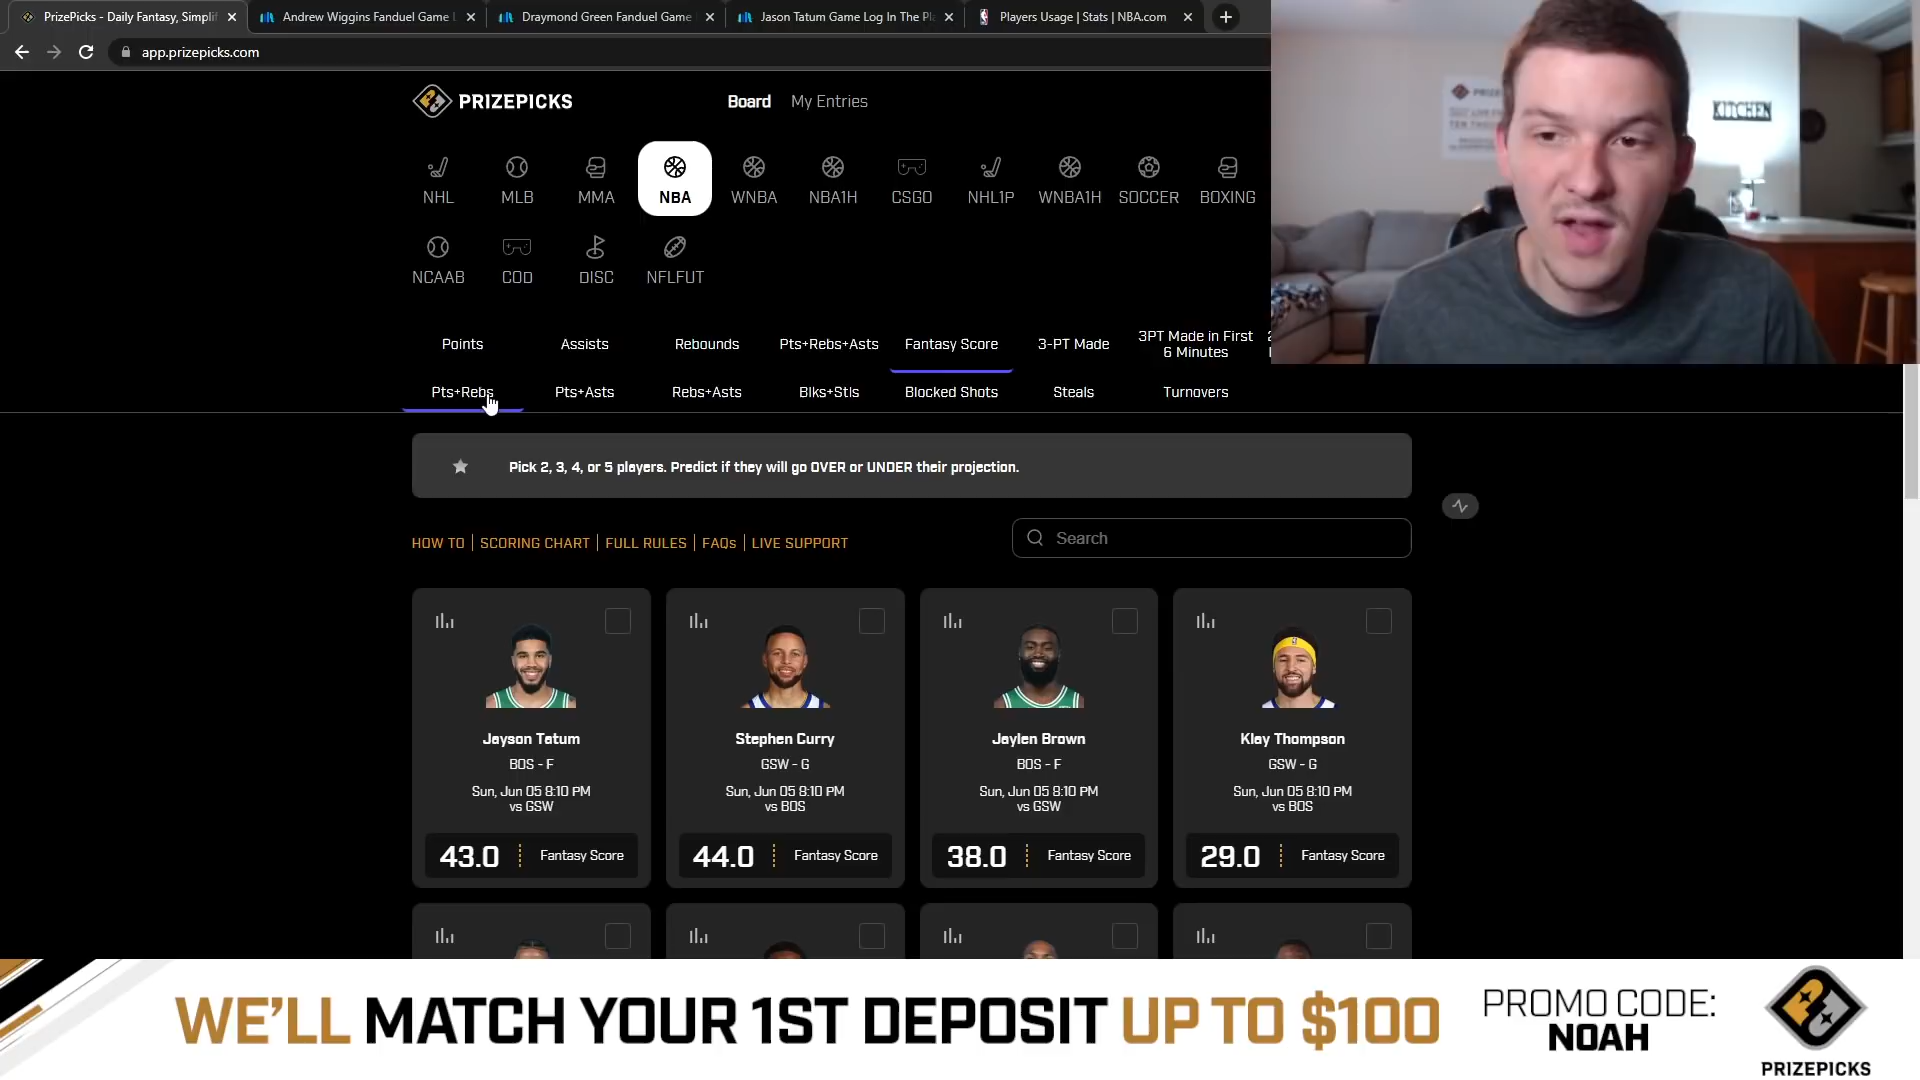 PrizePicks - Daily Fantasy, Simplif
Andrew Wiggins Fanduel Game L
Draymond Green Fanduel Game
Jason Tatum Game Log In The Pl
Players Usage | Stats | NBA.com
app.prizepicks.com
PRIZEPICKS
Board
My Entries
NHL
MLB
MMA
NBA
WNBA
NBA1H
CSGO
NHL1P
WNBA1H
SOCCER
BOXING
NCAAB
COD
DISC
NFLFUT
KITCHEN
Points
Assists
Rebounds
Pts+Rebs+Asts
Fantasy Score
3-PT Made
3PT Made in First
6 Minutes
Pts+Rebs
Pts+Asts
Rebs+Asts
Blks+Stls
Blocked Shots
Steals
Turnovers
Pick 2, 3, 4, or 5 players. Predict if they will go OVER or UNDER their projection.
HOW TO | SCORING CHART | FULL RULES | FAQs | LIVE SUPPORT
Search
Jayson Tatum
BOS - F
Sun, Jun 05 8:10 PM
vs GSW
43.0 Fantasy Score
Stephen Curry
GSW - G
Sun, Jun 05 8:10 PM
vs BOS
44.0 Fantasy Score
Jaylen Brown
BOS - F
Sun, Jun 05 8:10 PM
vs GSW
38.0 Fantasy Score
Klay Thompson
GSW - G
Sun, Jun 05 8:10 PM
vs BOS
29.0 Fantasy Score
WE'LL MATCH YOUR 1ST DEPOSIT UP TO $100
PROMO CODE:
NOAH
PRIZEPICKS